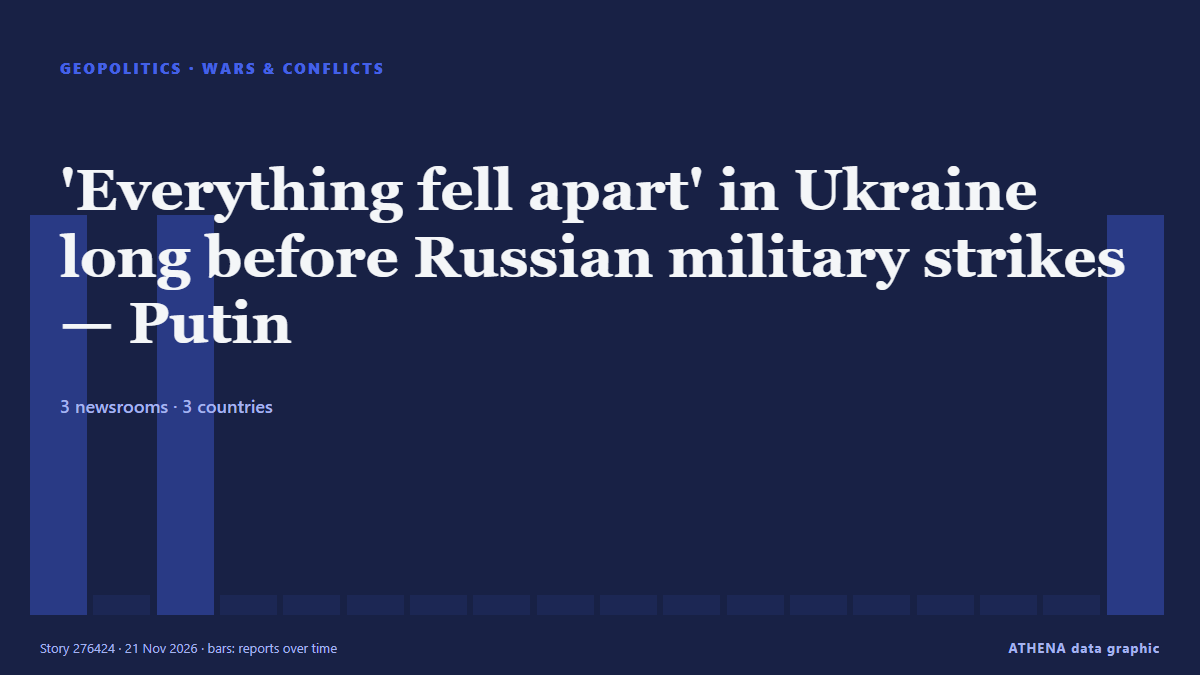 GEOPOLITICS · WARS & CONFLICTS
'Everything fell apart' in Ukraine
long before Russian military strikes
— Putin
3 newsrooms · 3 countries
Story 276424 · 21 Nov 2026 · bars: reports over time
ATHENA data graphic